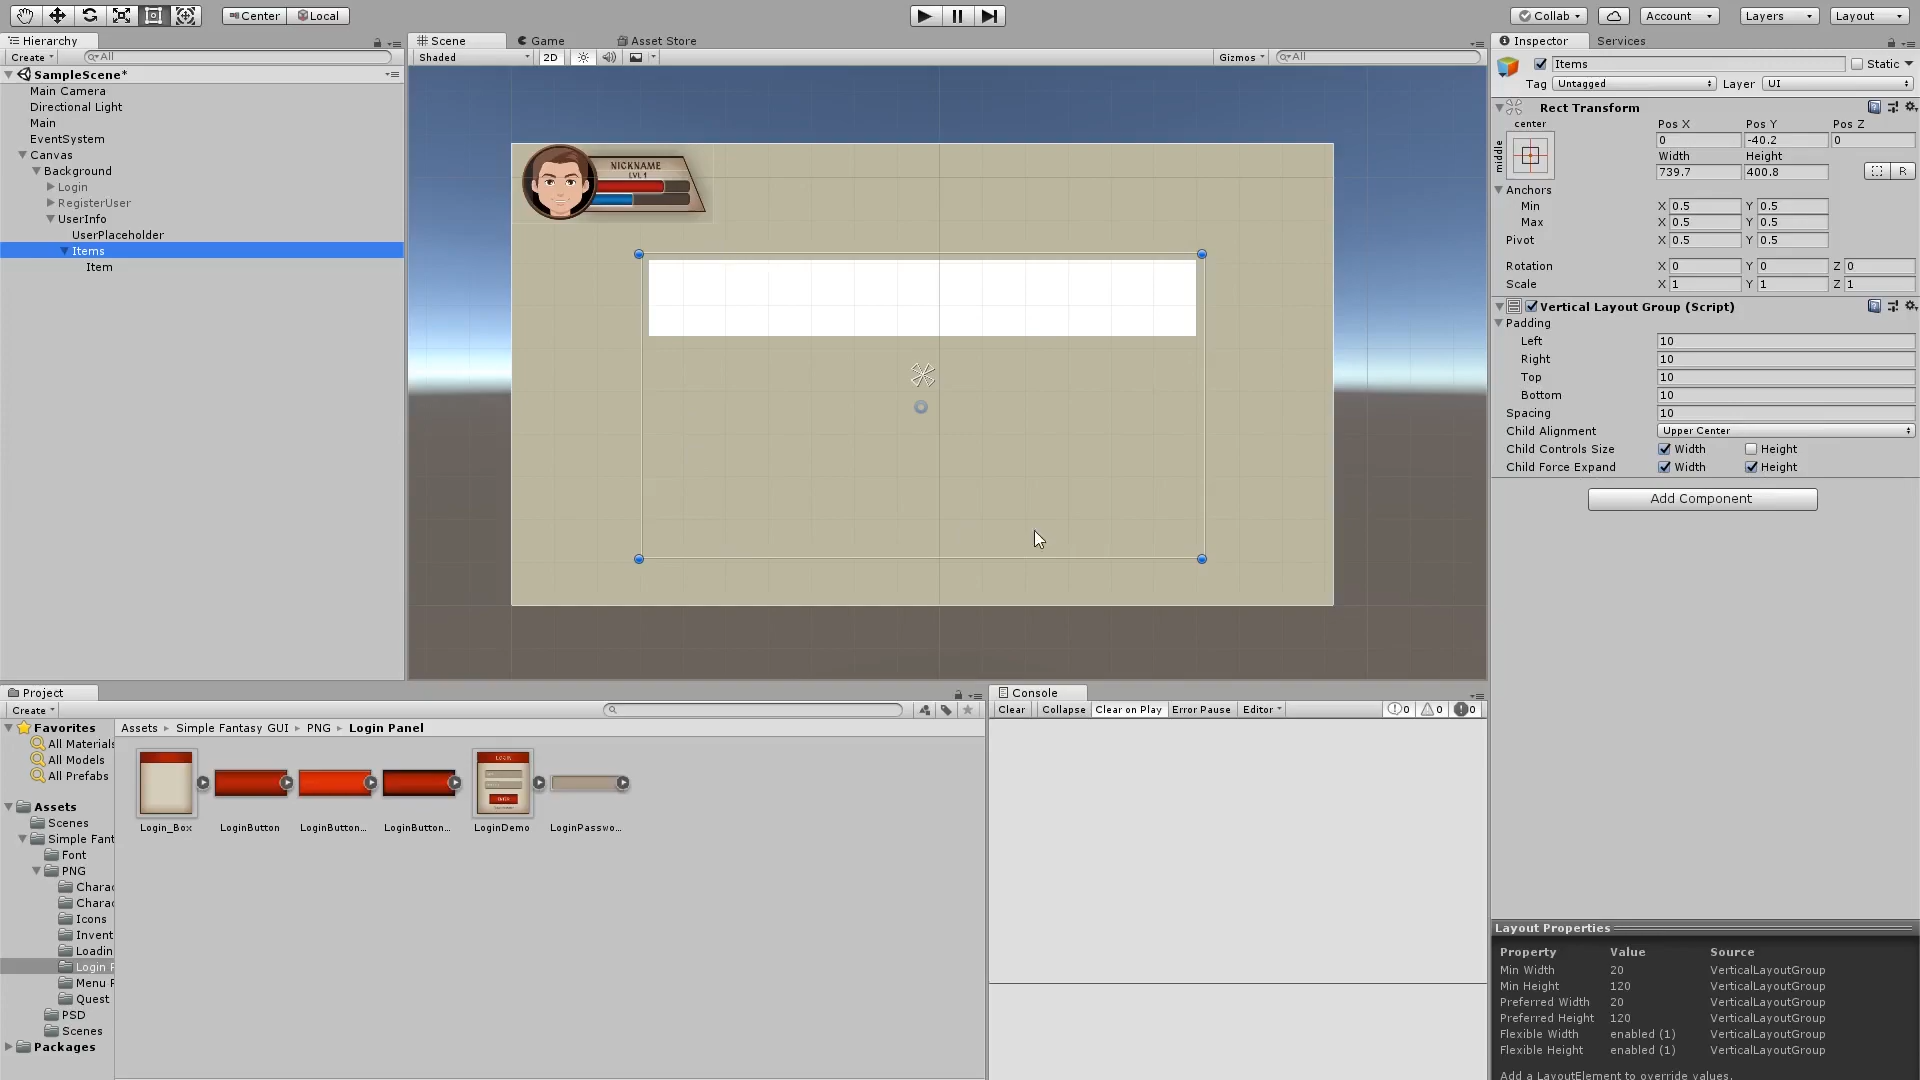 Center Local
Collab Account Layers Layout
Hierarchy
Create All
SampleScene*
Main Camera
Directional Light
Main
EventSystem
Canvas
Background
Login
RegisterUser
UserInfo
UserPlaceholder
Items
Item
Scene Game Asset Store
Shaded 2D Gizmos All
NICKNAME
LVL 1
Inspector Services
Items Static
Tag Untagged Layer UI
Rect Transform
center Pos X Pos Y Pos Z
middle 0 -40.2 0
Width Height
739.7 400.8 R
Anchors
Min X 0.5 Y 0.5
Max X 0.5 Y 0.5
Pivot X 0.5 Y 0.5
Rotation X 0 Y 0 Z 0
Scale X 1 Y 1 Z 1
Vertical Layout Group (Script)
Padding
Left 10
Right 10
Top 10
Bottom 10
Spacing 10
Child Alignment Upper Center
Child Controls Size Width Height
Child Force Expand Width Height
Add Component
Layout Properties
Property Value Source
Min Width 20 VerticalLayoutGroup
Min Height 120 VerticalLayoutGroup
Preferred Width 20 VerticalLayoutGroup
Preferred Height 120 VerticalLayoutGroup
Flexible Width enabled (1) VerticalLayoutGroup
Flexible Height enabled (1) VerticalLayoutGroup
Add a LayoutElement to override values.
Project
Create
Favorites
All Materials
All Models
All Prefabs
Assets
Scenes
Simple Fant
Font
PNG
Charac
Charac
Icons
Invent
Loadin
Login P
Menu P
Quest
PSD
Scenes
Packages
Assets Simple Fantasy GUI PNG Login Panel
LOGIN
Login_Box LoginButton LoginButton... LoginButton... LoginDemo LoginPasswo...
Console
Clear Collapse Clear on Play Error Pause Editor 0 0 0